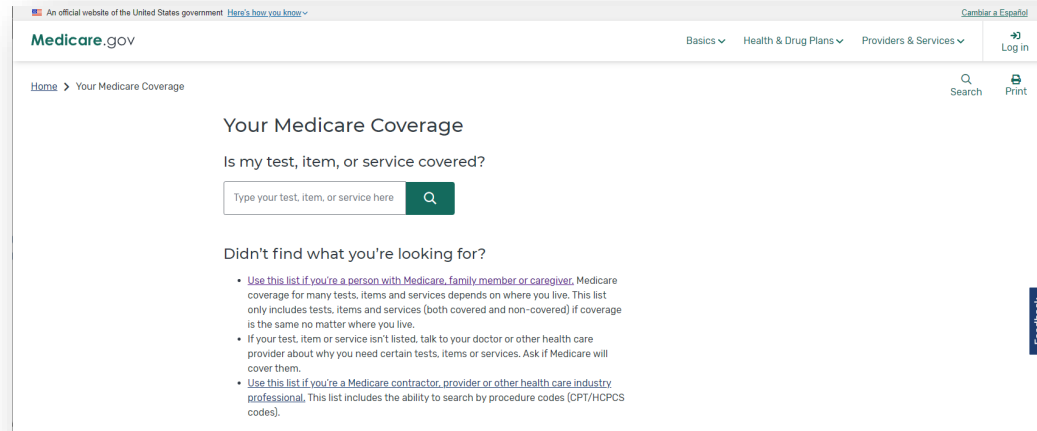 An official website of the United States government Here's how you know
Cambiar a Español
Medicare.gov
Basics Health & Drug Plans Providers & Services Log in
Home Your Medicare Coverage
Search Print
Your Medicare Coverage
Is my test, item, or service covered?
Type your test, item, or service here
Didn't find what you're looking for?
• Use this list if you're a person with Medicare, family member or caregiver. Medicare
coverage for many tests, items and services depends on where you live. This list
only includes tests, items and services (both covered and non-covered) if coverage
is the same no matter where you live.
• If your test, item or service isn't listed, talk to your doctor or other health care
provider about why you need certain tests, items or services. Ask if Medicare will
cover them.
• Use this list if you're a Medicare contractor, provider or other health care industry
professional. This list includes the ability to search by procedure codes (CPT/HCPCS
codes).